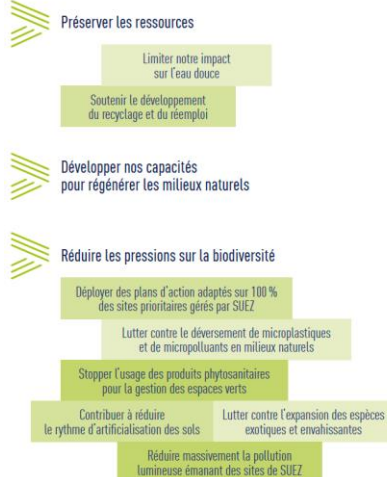 Préserver les ressources
Limiter notre impact
sur l'eau douce
Soutenir le développement
du recyclage et du réemploi
Développer nos capacités
pour régénérer les milieux naturels
Réduire les pressions sur la biodiversité
Déployer des plans d'action adaptés sur 100 %
des sites prioritaires gérés par SUEZ
Lutter contre le déversement de microplastiques
et de micropolluants en milieux naturels
Stopper l'usage des produits phytosanitaires
pour la gestion des espaces verts
Contribuer à réduire
le rythme d'artificialisation des sols
Lutter contre l'expansion des espèces
exotiques et envahissantes
Réduire massivement la pollution
lumineuse émanant des sites de SUEZ